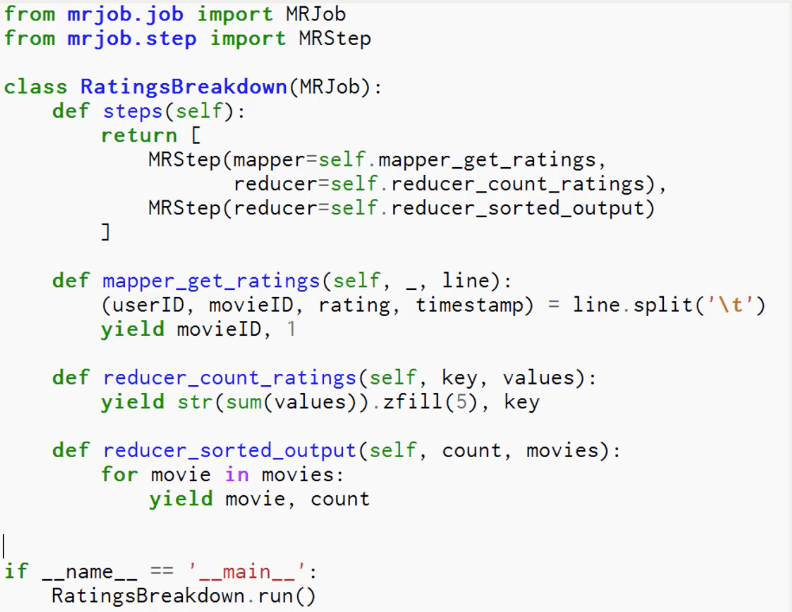 from mrjob.job import MRJob
from mrjob.step import MRStep
class RatingsBreakdown(MRJob):
    def steps(self):
        return [
            MRStep(mapper=self.mapper_get_ratings,
                   reducer=self.reducer_count_ratings),
            MRStep(reducer=self.reducer_sorted_output)
        ]
    def mapper_get_ratings(self, _, line):
        (userID, movieID, rating, timestamp) = line.split('\t')
        yield movieID, 1
    def reducer_count_ratings(self, key, values):
        yield str(sum(values)).zfill(5), key
    def reducer_sorted_output(self, count, movies):
        for movie in movies:
            yield movie, count
if __name__ == '__main__':
    RatingsBreakdown.run()